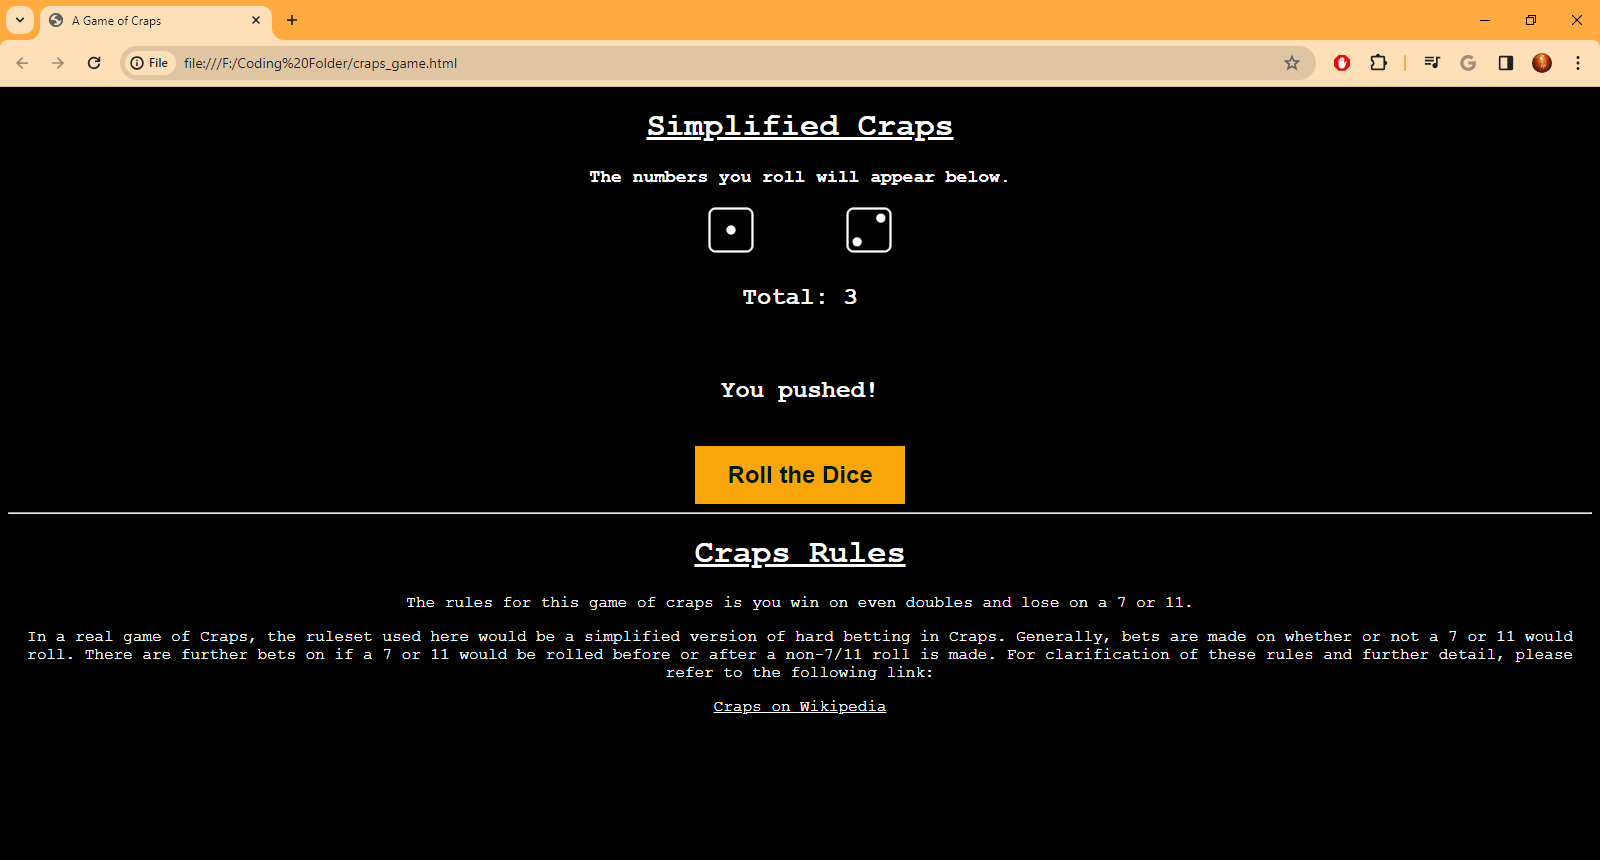 A Game of Craps
File
file:///F:/Coding%20Folder/craps_game.html
Simplified Craps
The numbers you roll will appear below.
Total: 3
You pushed!
Roll the Dice
Craps Rules
The rules for this game of craps is you win on even doubles and lose on a 7 or 11.
In a real game of Craps, the ruleset used here would be a simplified version of hard betting in Craps. Generally, bets are made on whether or not a 7 or 11 would
roll. There are further bets on if a 7 or 11 would be rolled before or after a non-7/11 roll is made. For clarification of these rules and further detail, please
refer to the following link:
Craps on Wikipedia